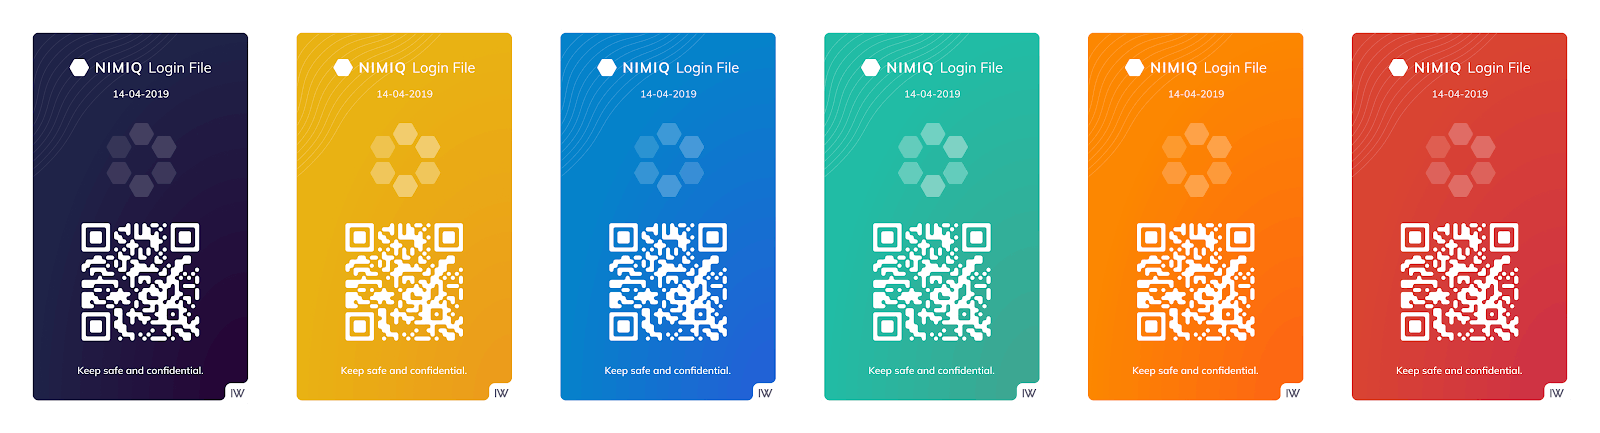 NIMIQ Login File
14-04-2019
Keep safe and confidential.
IW
NIMIQ Login File
14-04-2019
Keep safe and confidential.
IW
NIMIQ Login File
14-04-2019
Keep safe and confidential.
IW
NIMIQ Login File
14-04-2019
Keep safe and confidential.
IW
NIMIQ Login File
14-04-2019
Keep safe and confidential.
IW
NIMIQ Login File
14-04-2019
Keep safe and confidential.
IW